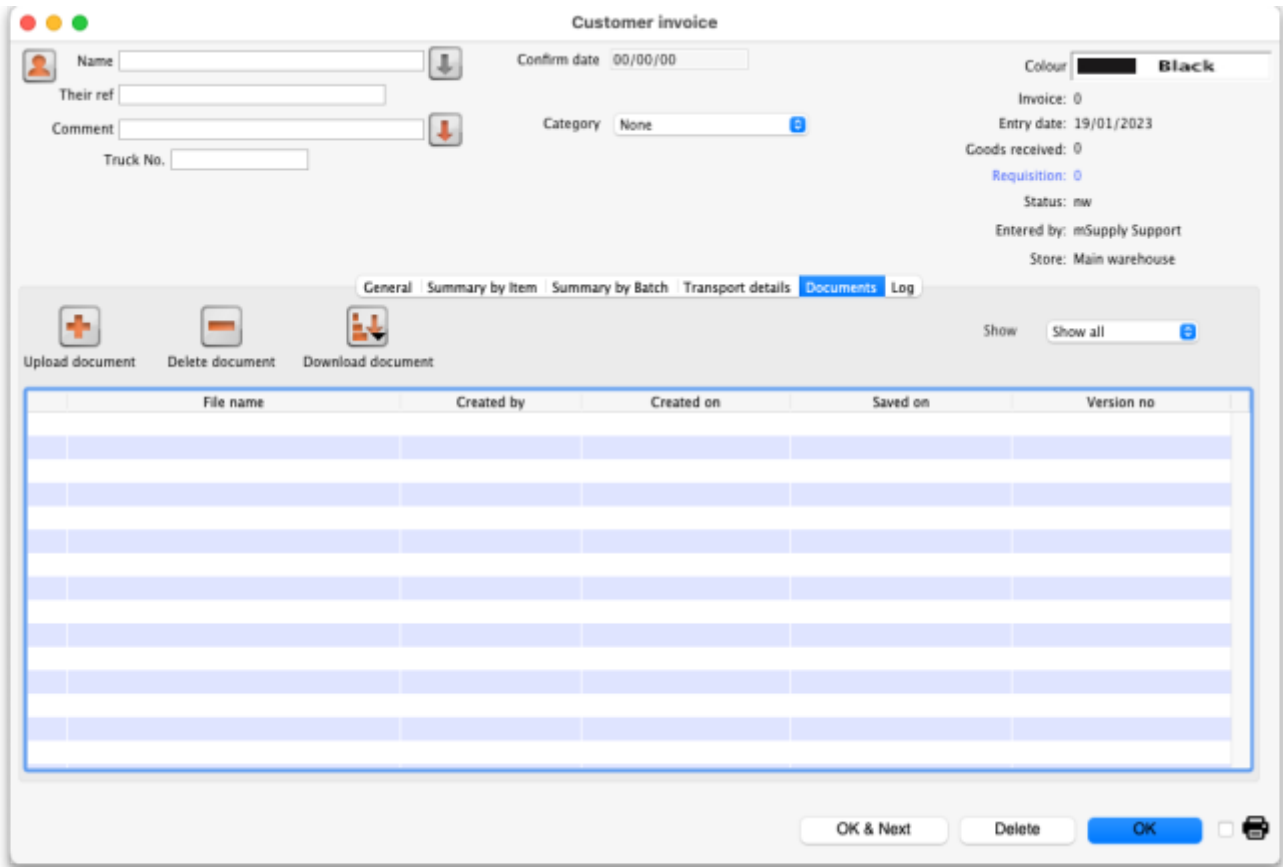 Customer invoice
Name
Confirm date 00/00/00
Colour Black
Their ref
Invoice: 0
Comment
Category None
Entry date: 19/01/2023
Truck No.
Goods received: 0
Requisition: 0
Status: nw
Entered by: mSupply Support
Store: Main warehouse
General Summary by Item Summary by Batch Transport details Documents Log
Show Show all
Upload document Delete document Download document
File name Created by Created on Saved on Version no
OK & Next Delete OK